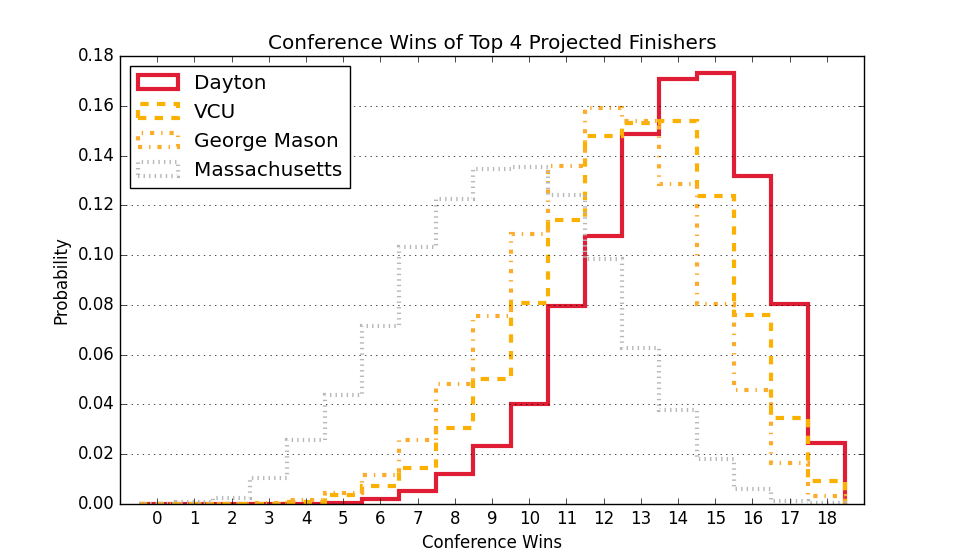 Conference Wins of Top 4 Projected Finishers
0.18
0.16
0.14
0.12
0.10
0.08
0.06
0.04
0.02
0.00
Probability
Dayton
VCU
George Mason
Massachusetts
0 1 2 3 4 5 6 7 8 9 10 11 12 13 14 15 16 17 18
Conference Wins